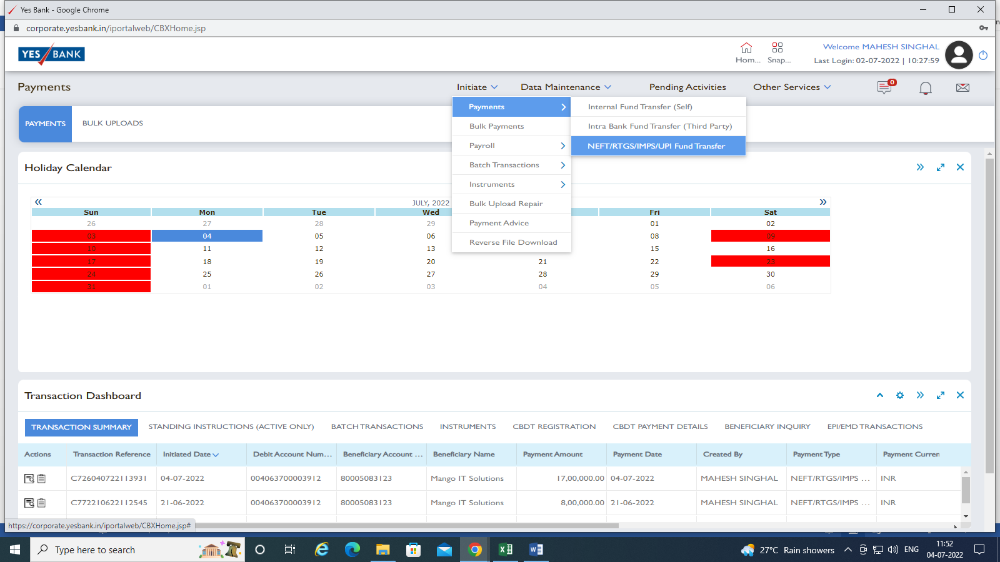 Yes Bank - Google Chrome
corporate.yesbank.in/iportalweb/CBXHome.jsp
YES BANK
Hom...
Snap...
Welcome MAHESH SINGHAL
Last Login: 02-07-2022 | 10:27:59
Payments
Initiate
Data Maintenance
Pending Activities
Other Services
0
PAYMENTS
BULK UPLOADS
Payments
Bulk Payments
Payroll
Batch Transactions
Instruments
Bulk Upload Repair
Payment Advice
Reverse File Download
Internal Fund Transfer (Self)
Intra Bank Fund Transfer (Third Party)
NEFT/RTGS/IMPS/UPI Fund Transfer
Holiday Calendar
JULY, 2022
Sun Mon Tue Wed Fri Sat
26 27 28 29 01 02
03 04 05 06 08 09
10 11 12 13 15 16
17 18 19 20 21 22 23
24 25 26 27 28 29 30
31 01 02 03 04 05 06
Transaction Dashboard
TRANSACTION SUMMARY STANDING INSTRUCTIONS (ACTIVE ONLY) BATCH TRANSACTIONS INSTRUMENTS CBDT REGISTRATION CBDT PAYMENT DETAILS BENEFICIARY INQUIRY EPI/EMD TRANSACTIONS
Actions Transaction Reference Initiated Date Debit Account Num... Beneficiary Account ... Beneficiary Name Payment Amount Payment Date Created By Payment Type Payment Curren
C726040722113931 04-07-2022 004063700003912 80005083123 Mango IT Solutions 17,00,000.00 04-07-2022 MAHESH SINGHAL NEFT/RTGS/IMPS ... INR
C772210622112545 21-06-2022 004063700003912 80005083123 Mango IT Solutions 8,00,000.00 21-06-2022 MAHESH SINGHAL NEFT/RTGS/IMPS ... INR
https://corporate.yesbank.in/iportalweb/CBXHome.jsp#
Type here to search
27°C Rain showers
ENG
11:52
04-07-2022